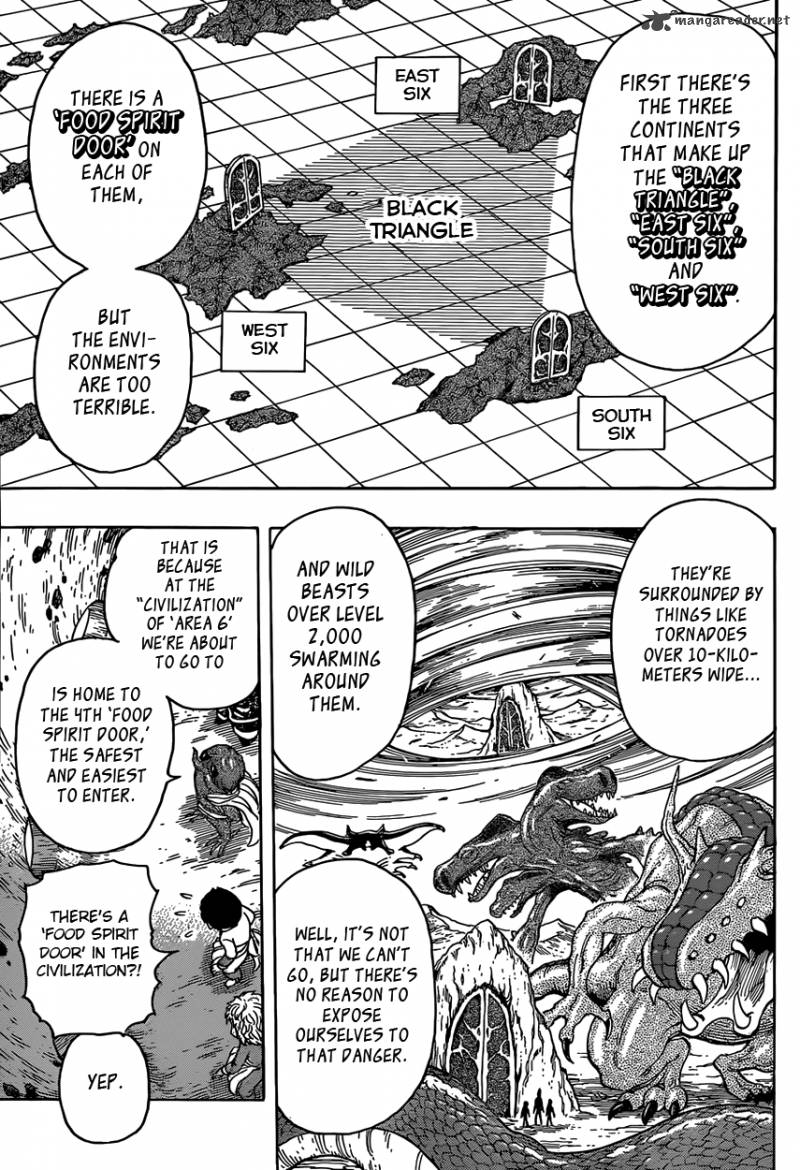 mangareader.net
FIRST THERE'S
THE THREE
CONTINENTS
THAT MAKE UP
THE "BLACK
TRIANGLE",
"EAST SIX",
"SOUTH SIX"
AND
"WEST SIX".
EAST
SIX
THERE IS A
'FOOD SPIRIT
DOOR' ON
EACH OF
THEM,
BLACK
TRIANGLE
BUT
THE ENVI-
RONMENTS
ARE TOO
TERRIBLE.
WEST
SIX
SOUTH
SIX
THEY'RE
SURROUNDED BY
THINGS LIKE
TORNADOES
OVER 10-KILO-
METERS WIDE...
AND WILD
BEASTS
OVER LEVEL
2,000
SWARMING
AROUND
THEM.
WELL, IT'S NOT
THAT WE CAN'T
GO, BUT THERE'S
NO REASON TO
EXPOSE
OURSELVES TO
THAT DANGER.
THAT IS
BECAUSE
AT THE
"CIVILIZATION"
OF 'AREA 6'
WE'RE ABOUT
TO GO TO
IS HOME TO
THE 4TH 'FOOD
SPIRIT DOOR,'
THE SAFEST
AND EASIEST
TO ENTER.
THERE'S A
'FOOD SPIRIT
DOOR' IN THE
CIVILIZATION?!
YEP.